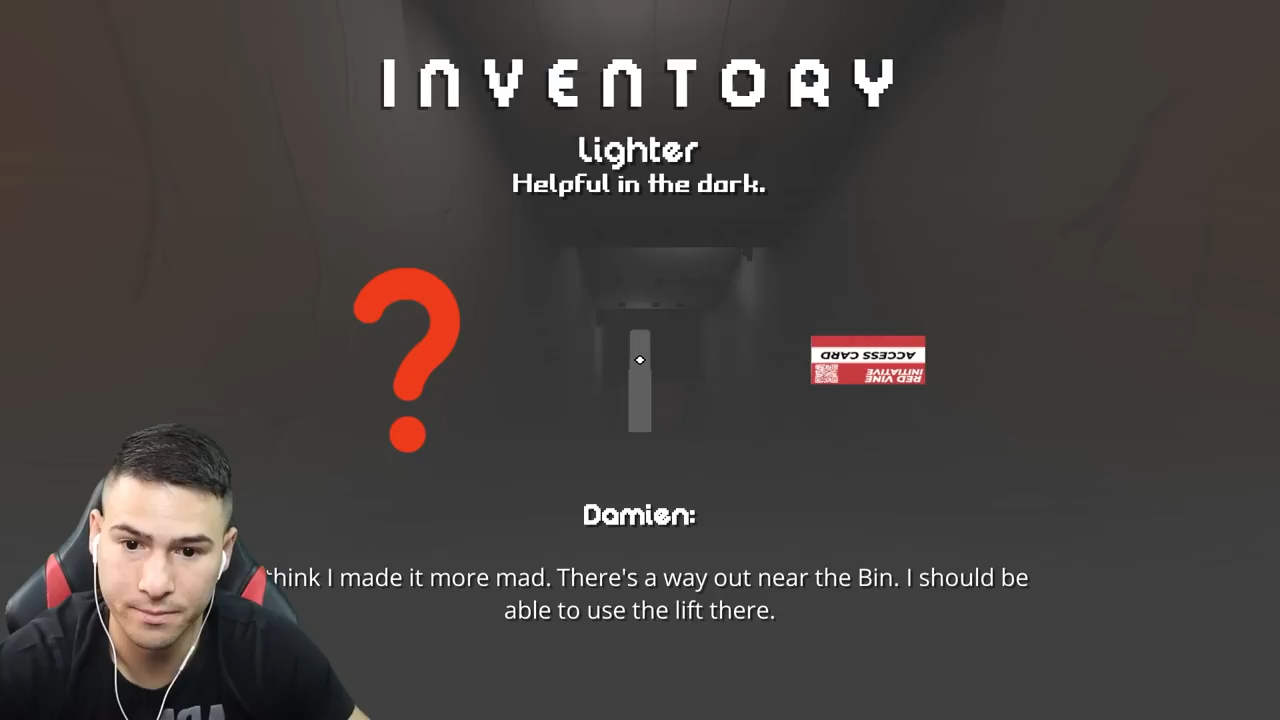 INVENTORY
Lighter
Helpful in the dark.
ACCESS CARD
RED VINE
INITIATIVE
Damien:
think I made it more mad. There's a way out near the Bin. I should be
able to use the lift there.